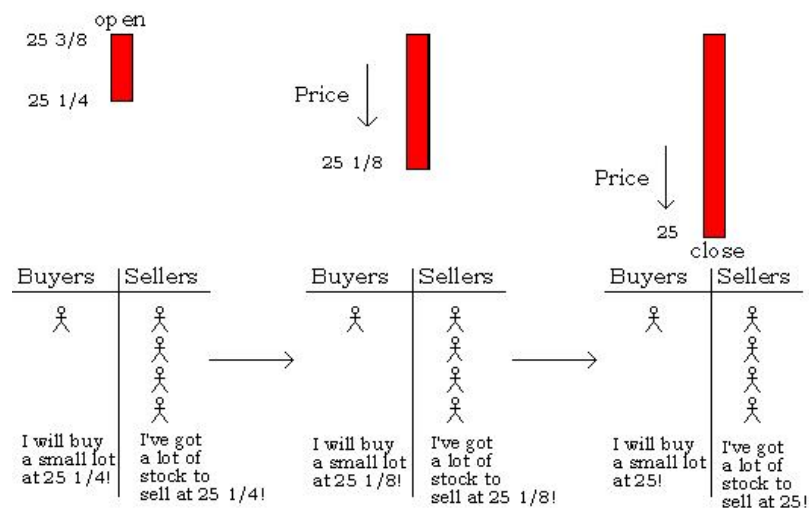 open
25 3/8
25 1/4
Price
25 1/8
Price
25
close
Buyers
Sellers
I will buy
a small lot
at 25 1/4!
I've got
a lot of
stock to
sell at 25 1/4!
Buyers
Sellers
I will buy
a small lot
at 25 1/8!
I've got
a lot of
stock to
sell at 25 1/8!
Buyers
Sellers
I will buy
a small lot
at 25!
I've got
a lot of
stock to
sell at 25!